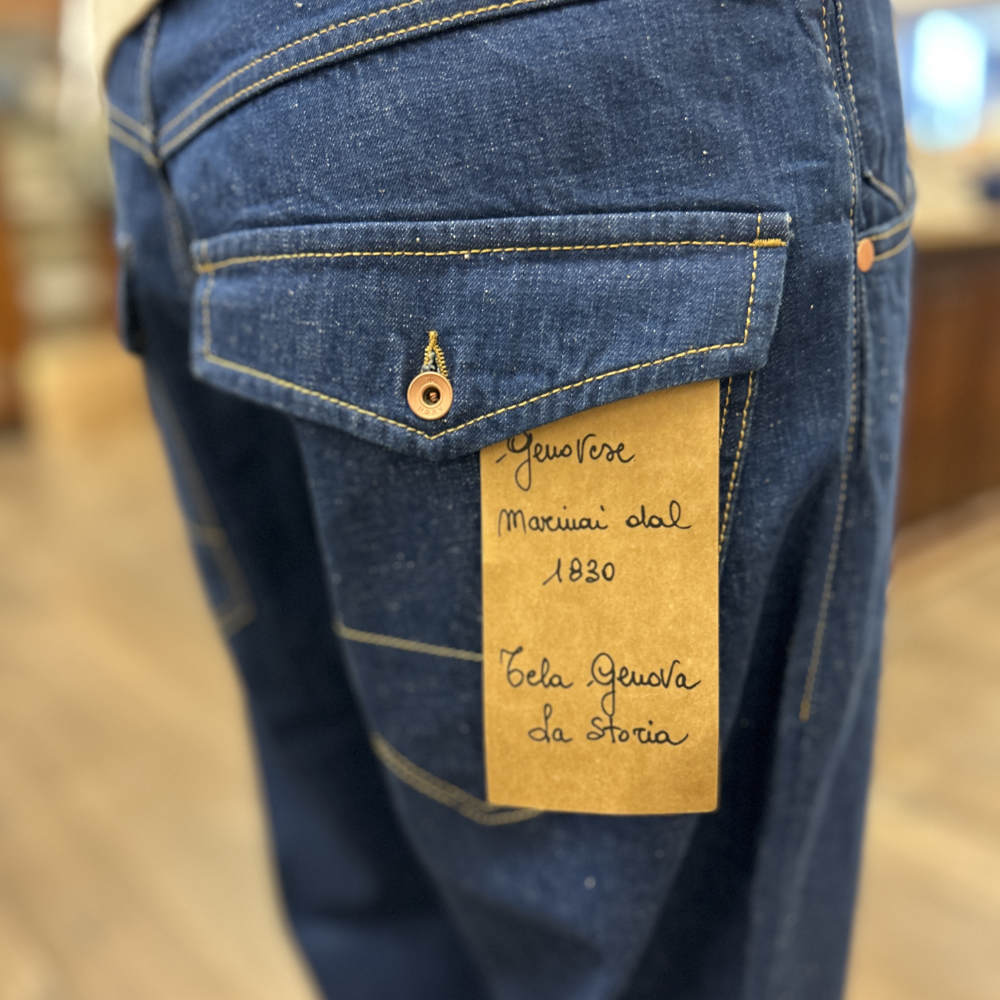 Genovese
Marinai dal
1830
Tela Genova
La Storia